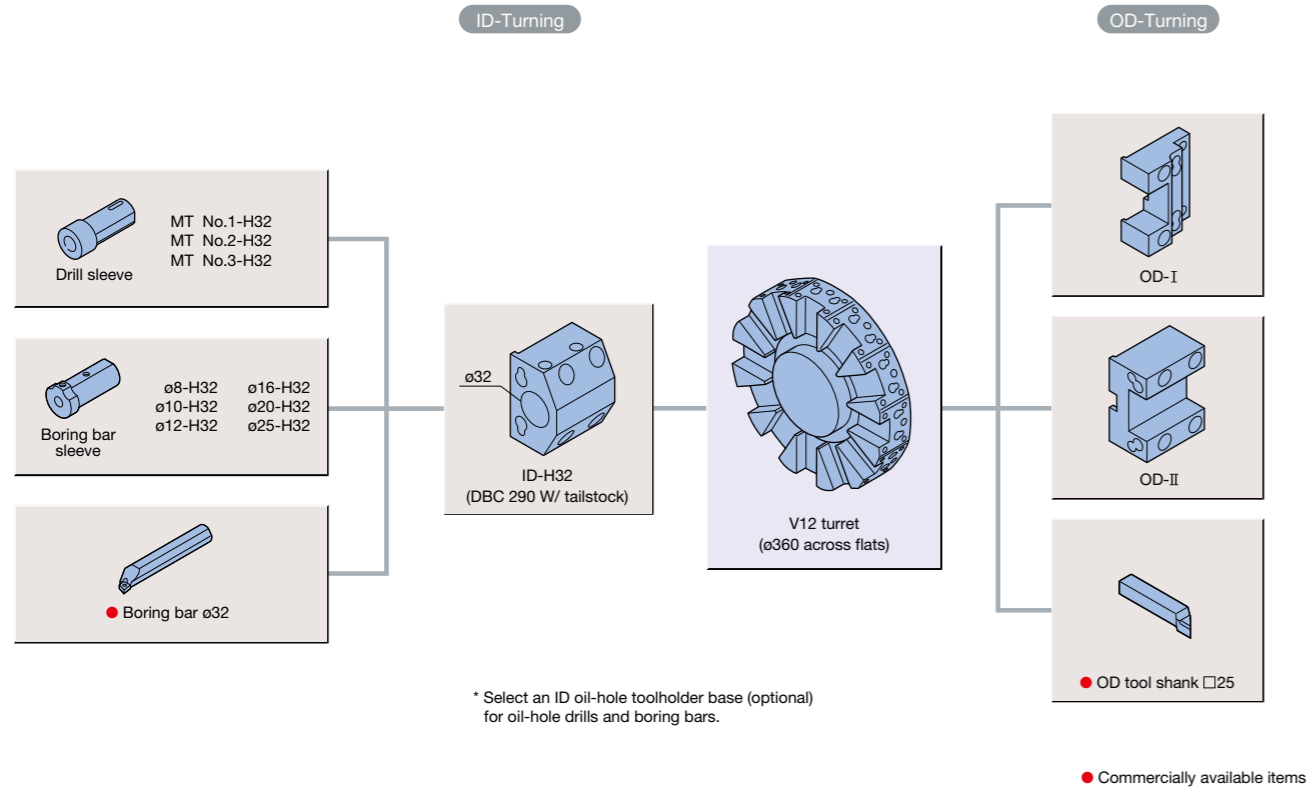 ID-Turning
OD-Turning
MT No.1-H32
MT No.2-H32
MT No.3-H32
Drill sleeve
ø8-H32 ø16-H32
ø10-H32 ø20-H32
ø12-H32 ø25-H32
Boring bar
sleeve
● Boring bar ø32
ø32
ID-H32
(DBC 290 W/ tailstock)
V12 turret
(ø360 across flats)
OD-Ⅰ
OD-Ⅱ
● OD tool shank □25
* Select an ID oil-hole toolholder base (optional)
for oil-hole drills and boring bars.
● Commercially available items